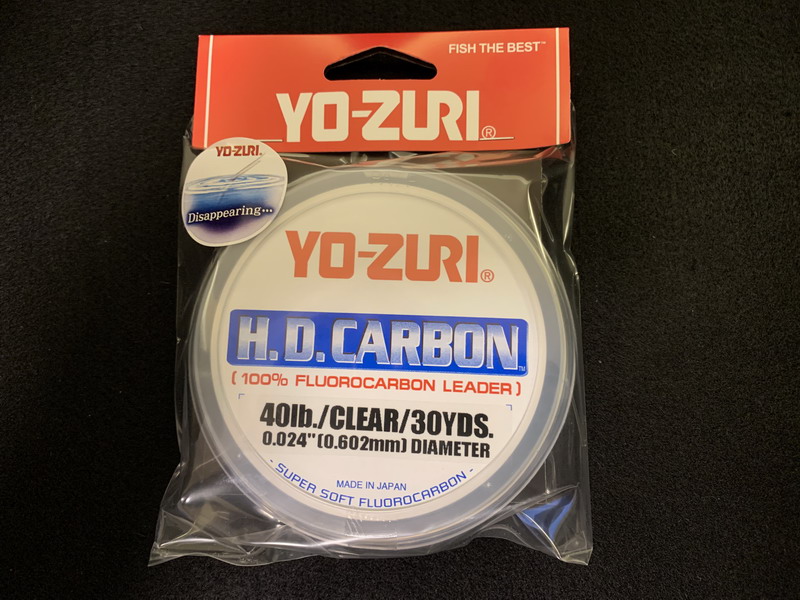 FISH THE BEST™
YO-ZURI®
YO-ZURI
Disappearing...
YO-ZURI®
H.D. CARBON™
( 100% FLUOROCARBON LEADER )
40lb./CLEAR/30YDS.
0.024"(0.602mm) DIAMETER
MADE IN JAPAN
- SUPER SOFT FLUOROCARBON -